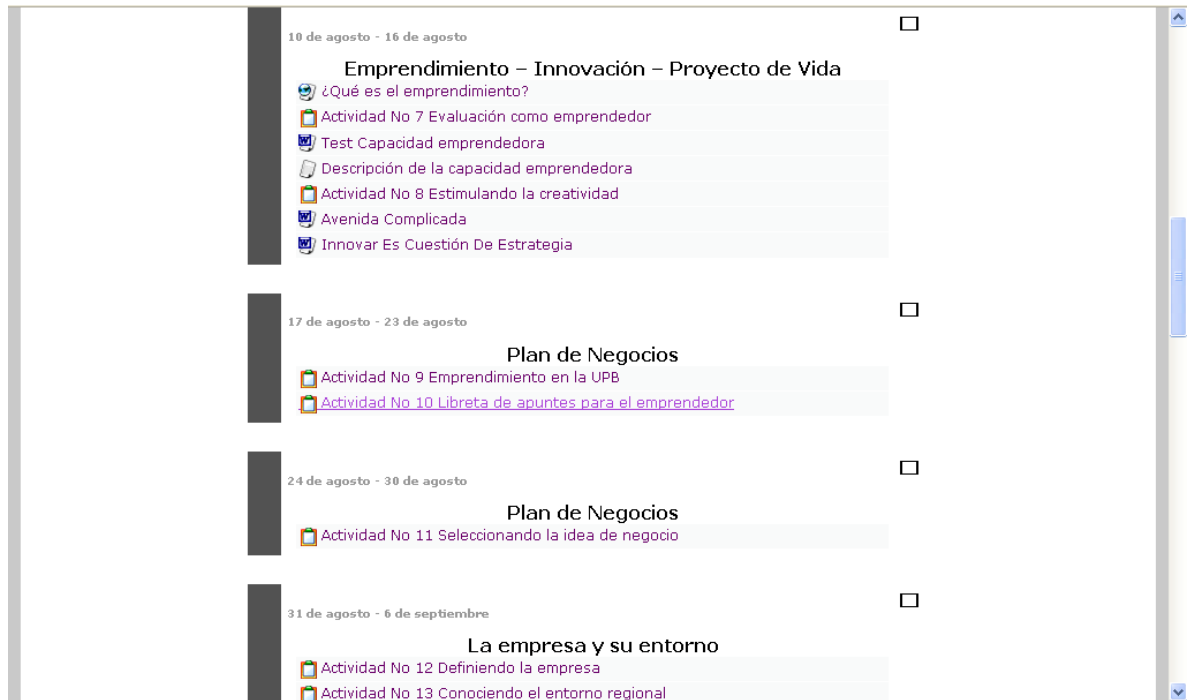 10 de agosto - 16 de agosto
Emprendimiento – Innovación – Proyecto de Vida
¿Qué es el emprendimiento?
Actividad No 7 Evaluación como emprendedor
Test Capacidad emprendedora
Descripción de la capacidad emprendedora
Actividad No 8 Estimulando la creatividad
Avenida Complicada
Innovar Es Cuestión De Estrategia
17 de agosto - 23 de agosto
Plan de Negocios
Actividad No 9 Emprendimiento en la UPB
Actividad No 10 Libreta de apuntes para el emprendedor
24 de agosto - 30 de agosto
Plan de Negocios
Actividad No 11 Seleccionando la idea de negocio
31 de agosto - 6 de septiembre
La empresa y su entorno
Actividad No 12 Definiendo la empresa
Actividad No 13 Conociendo el entorno regional